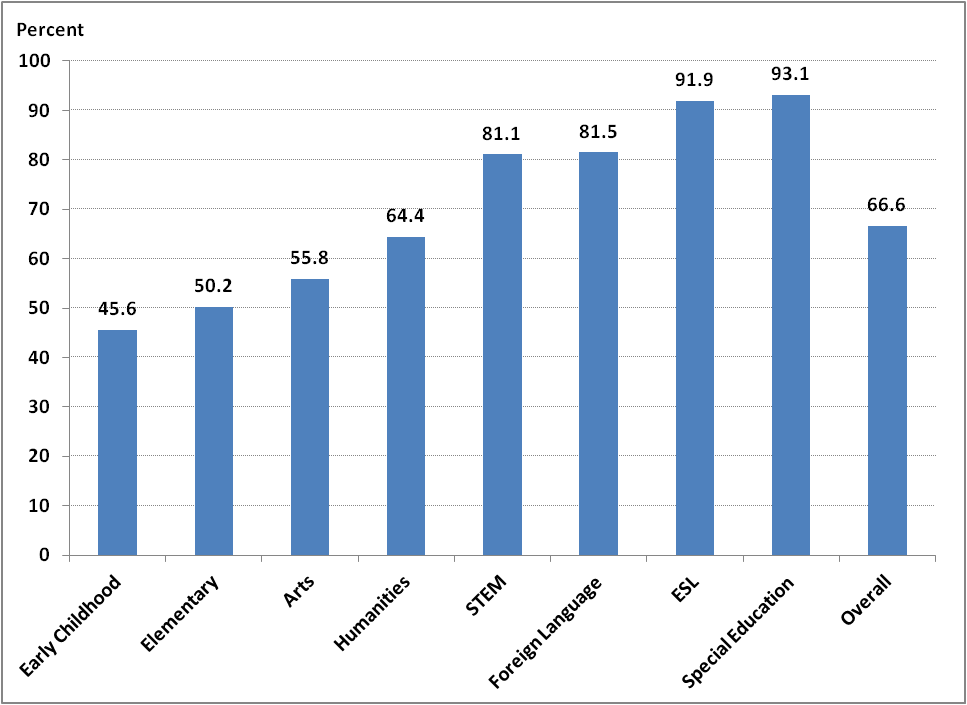 Percent
100
90
80
70
60
50
40
30
20
10
0
45.6
50.2
55.8
64.4
81.1
81.5
91.9
93.1
66.6
Early Childhood
Elementary
Arts
Humanities
STEM
Foreign Language
ESL
Special Education
Overall